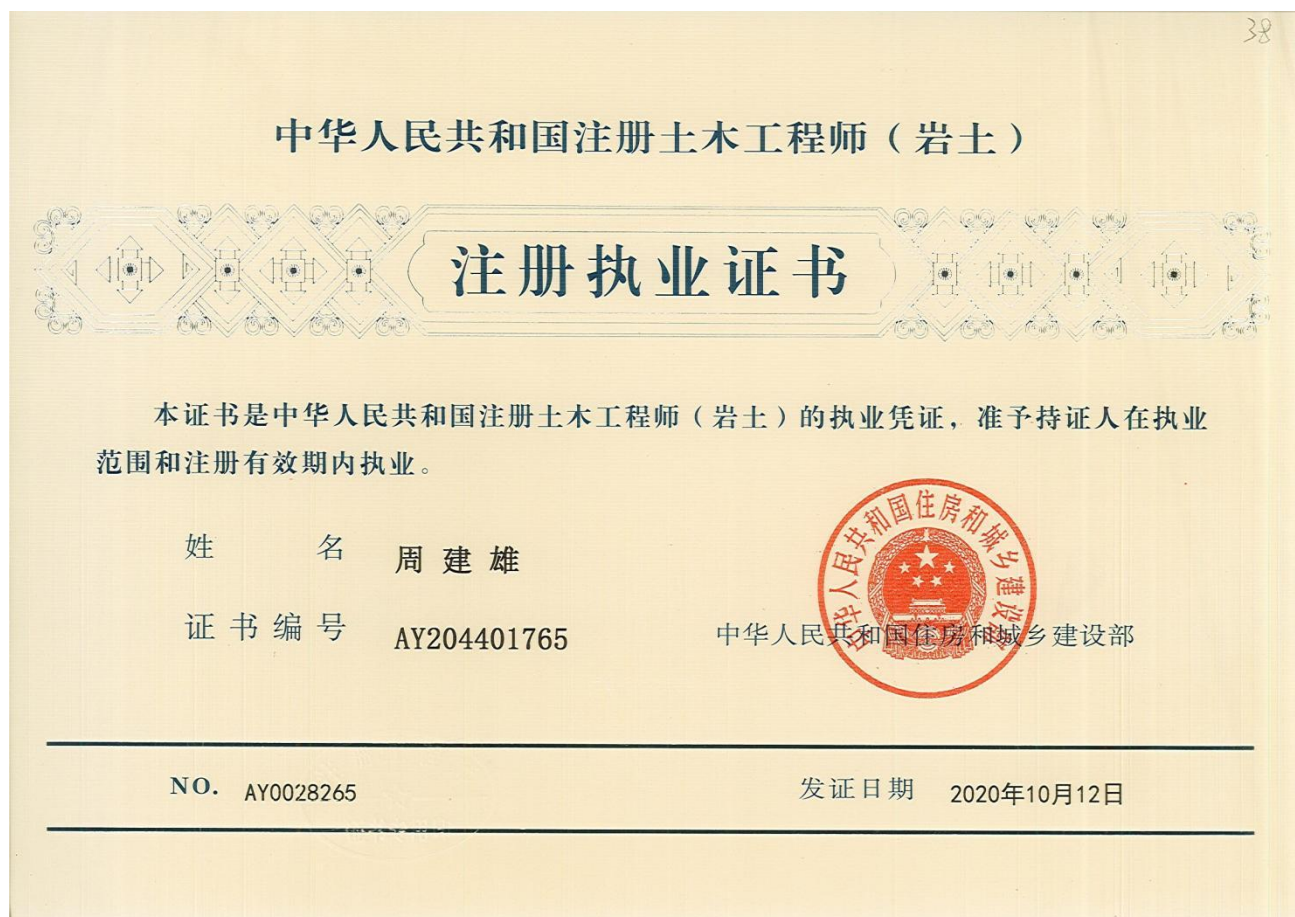 38
中华人民共和国注册土木工程师（岩土）
注册执业证书
本证书是中华人民共和国注册土木工程师（岩土）的执业凭证，准予持证人在执业
范围和注册有效期内执业。
姓 名 周建雄
证书编号 AY204401765
中华人民共和国住房和城乡建设部
中华人民共和国住房和城乡建设部
NO. AY0028265 发证日期 2020年10月12日